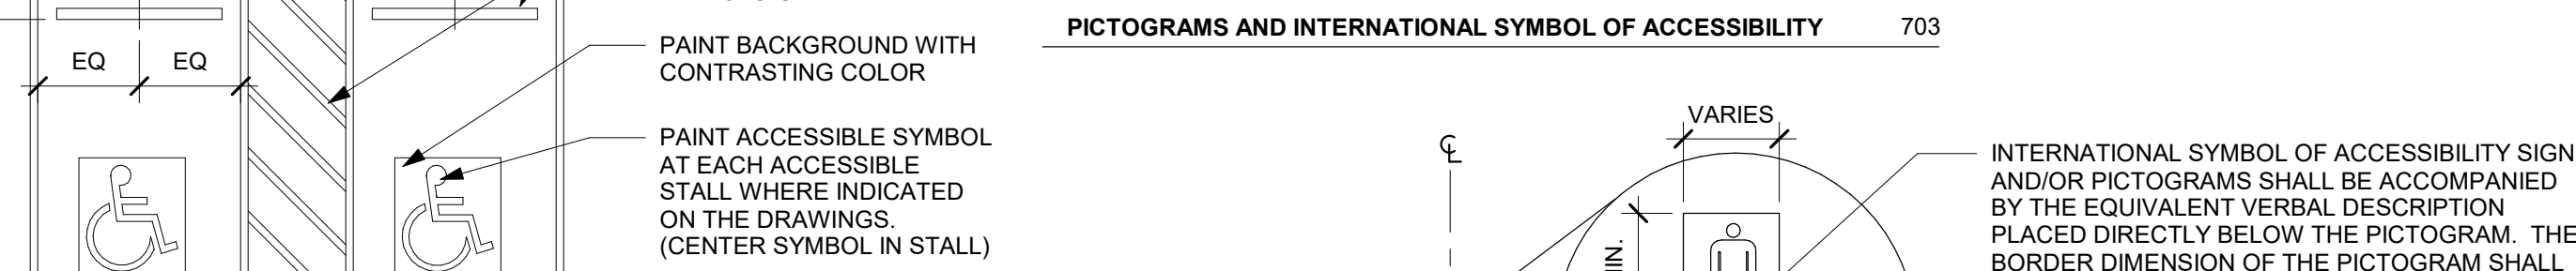 EQ EQ
PAINT BACKGROUND WITH
CONTRASTING COLOR
PAINT ACCESSIBLE SYMBOL
AT EACH ACCESSIBLE
STALL WHERE INDICATED
ON THE DRAWINGS.
(CENTER SYMBOL IN STALL)
PICTOGRAMS AND INTERNATIONAL SYMBOL OF ACCESSIBILITY 703
VARIES
INTERNATIONAL SYMBOL OF ACCESSIBILITY SIGN
AND/OR PICTOGRAMS SHALL BE ACCOMPANIED
BY THE EQUIVALENT VERBAL DESCRIPTION
PLACED DIRECTLY BELOW THE PICTOGRAM. THE
BORDER DIMENSION OF THE PICTOGRAM SHALL